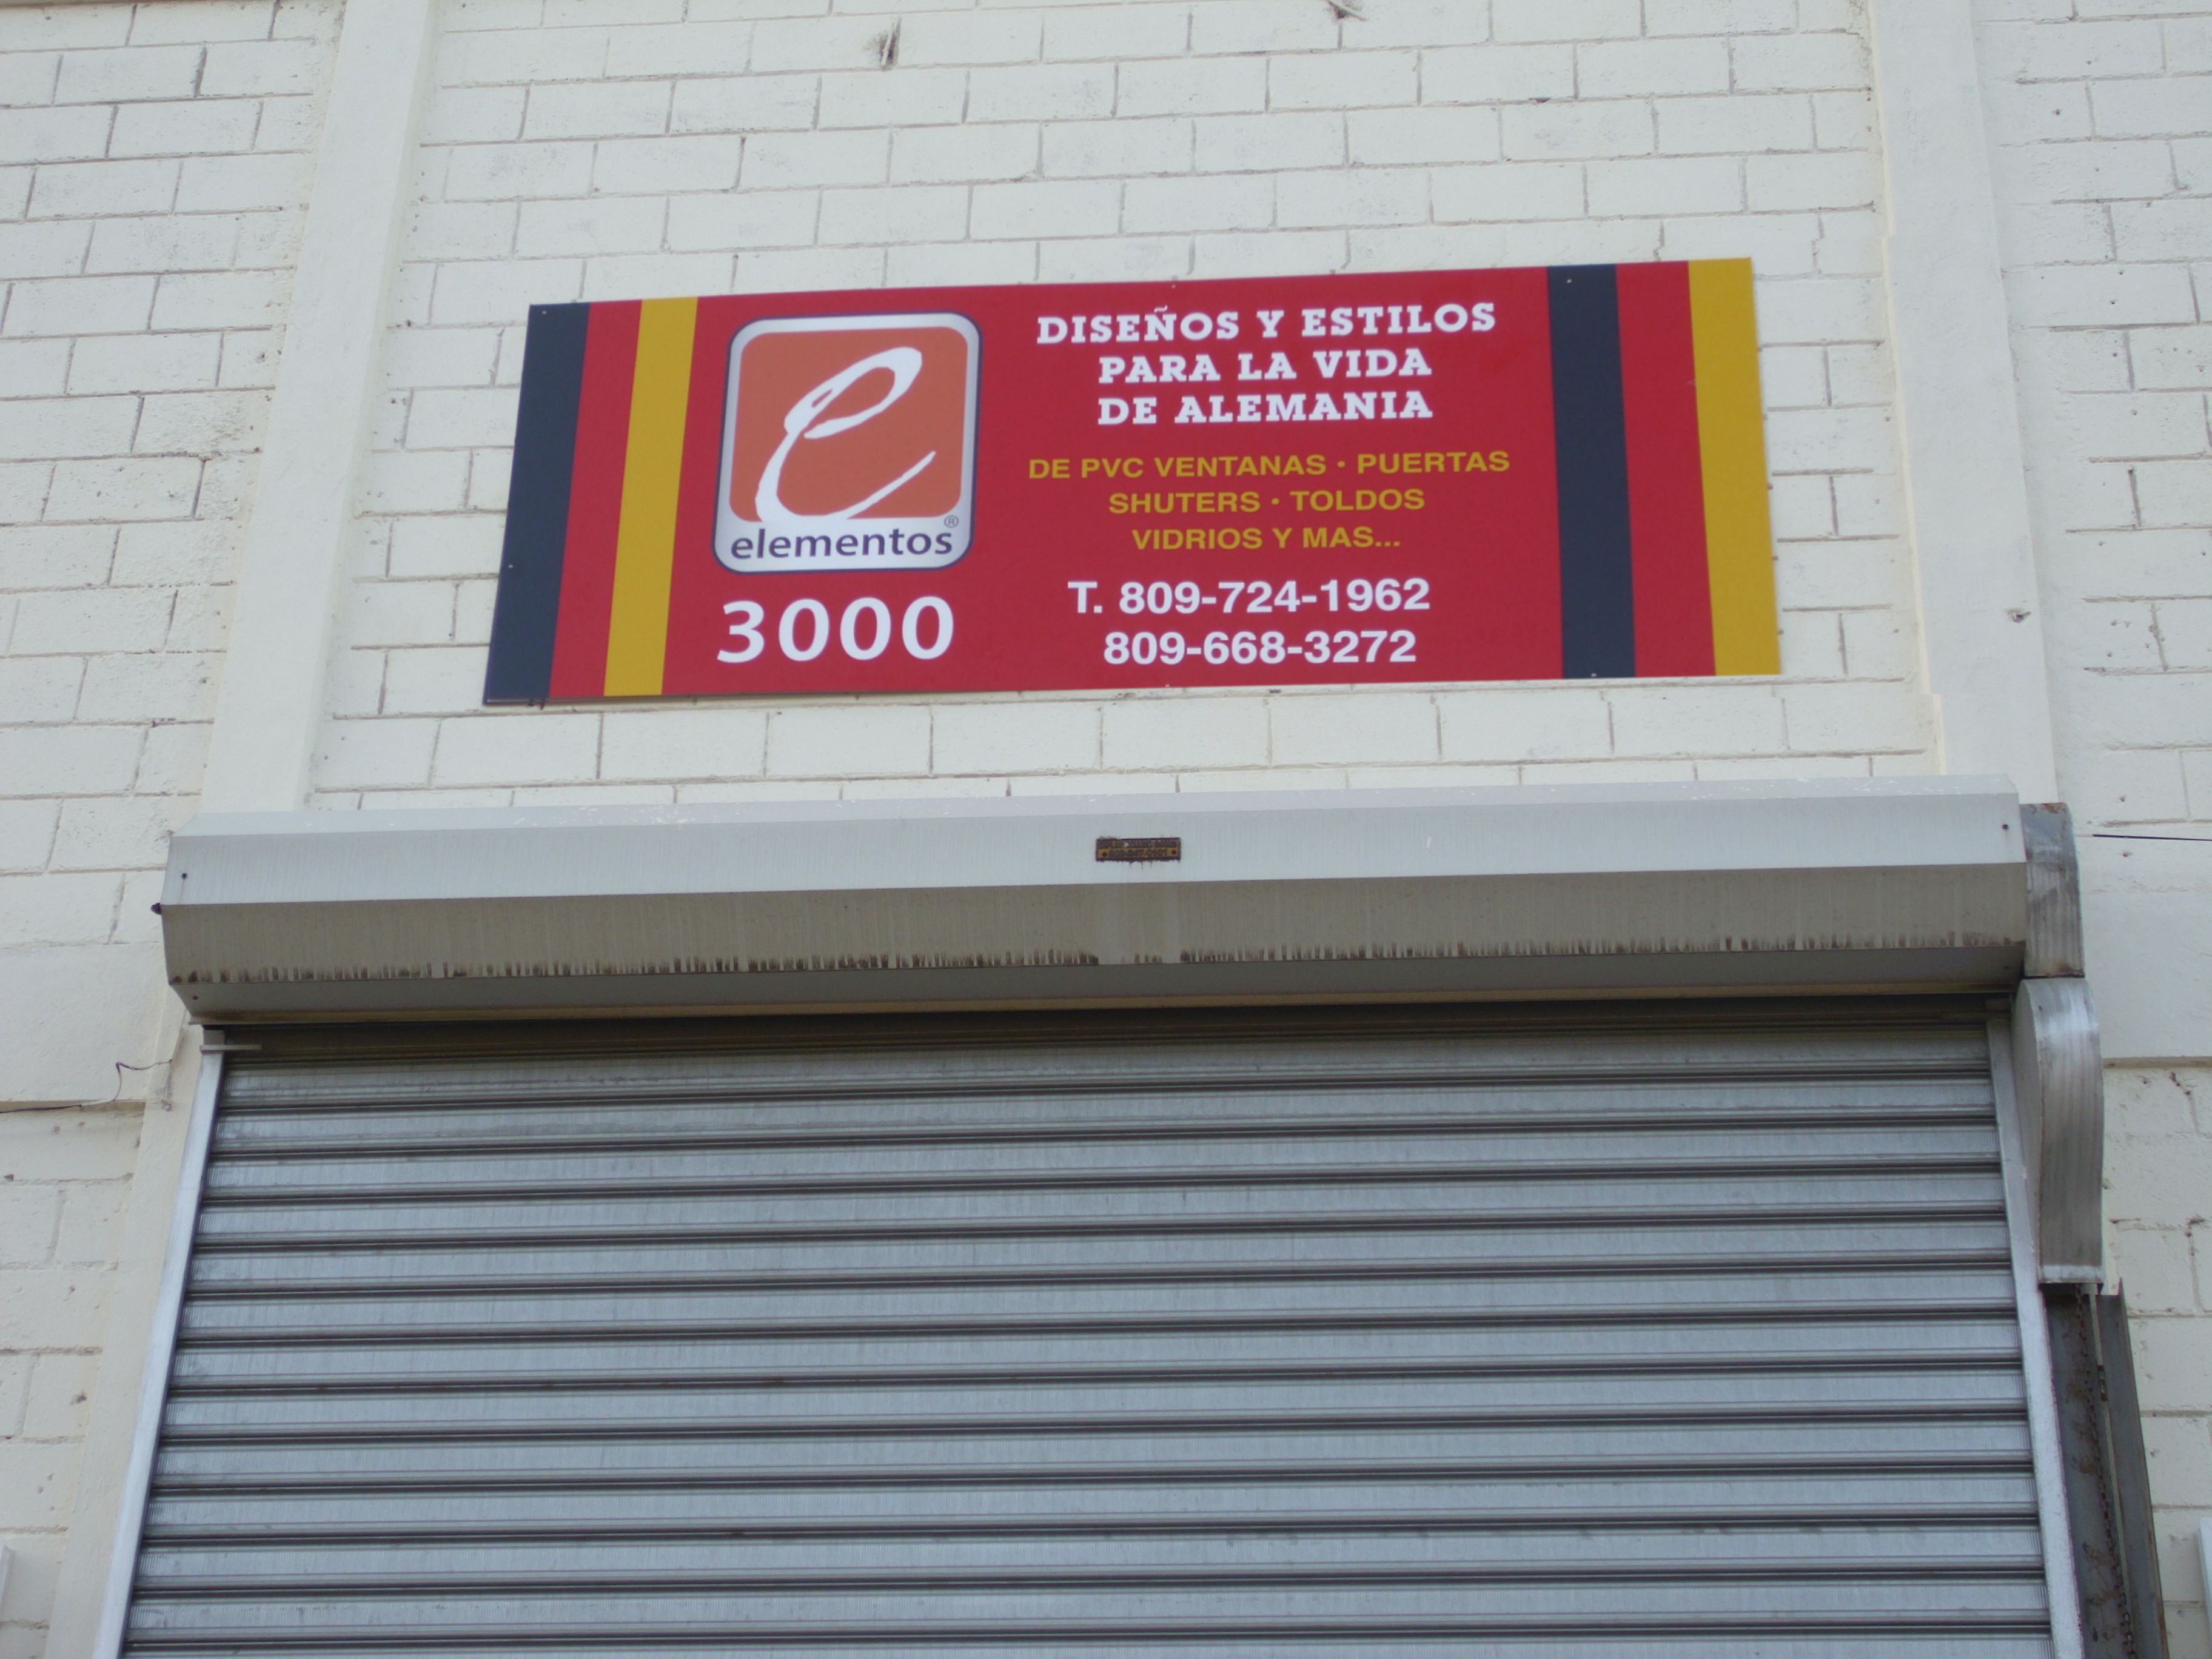 elementos®
3000
DISEÑOS Y ESTILOS
PARA LA VIDA
DE ALEMANIA
DE PVC VENTANAS • PUERTAS
SHUTERS • TOLDOS
VIDRIOS Y MAS...
T. 809-724-1962
809-668-3272